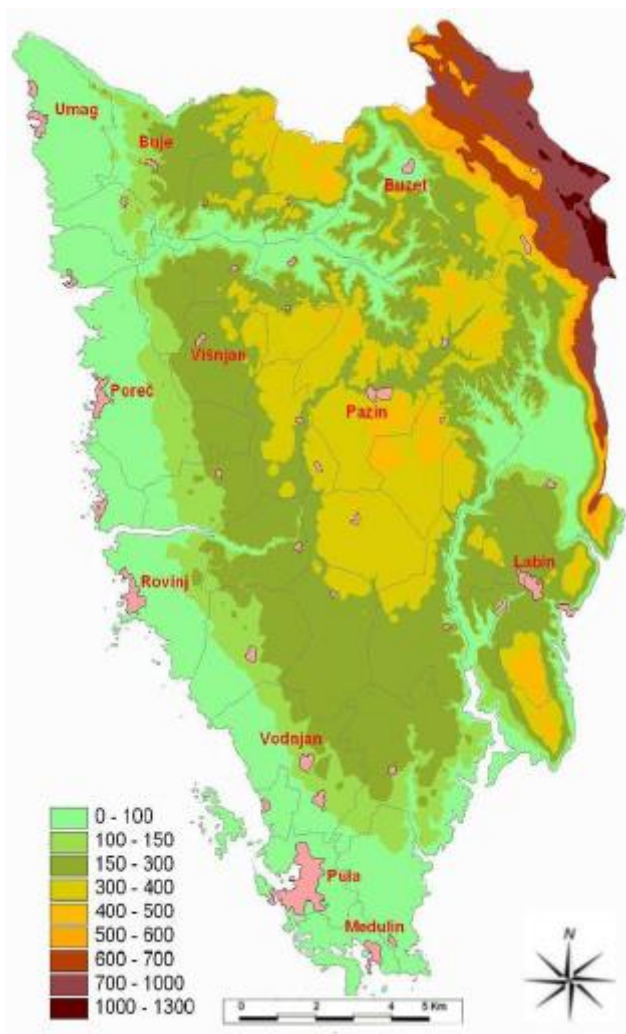 Umag
Buje
Buzet
Višnjan
Poreč
Pazin
Rovinj
Labin
Vodnjan
Pula
Medulin
0 - 100
100 - 150
150 - 300
300 - 400
400 - 500
500 - 600
600 - 700
700 - 1000
1000 - 1300
N
0 2 4 5 Km